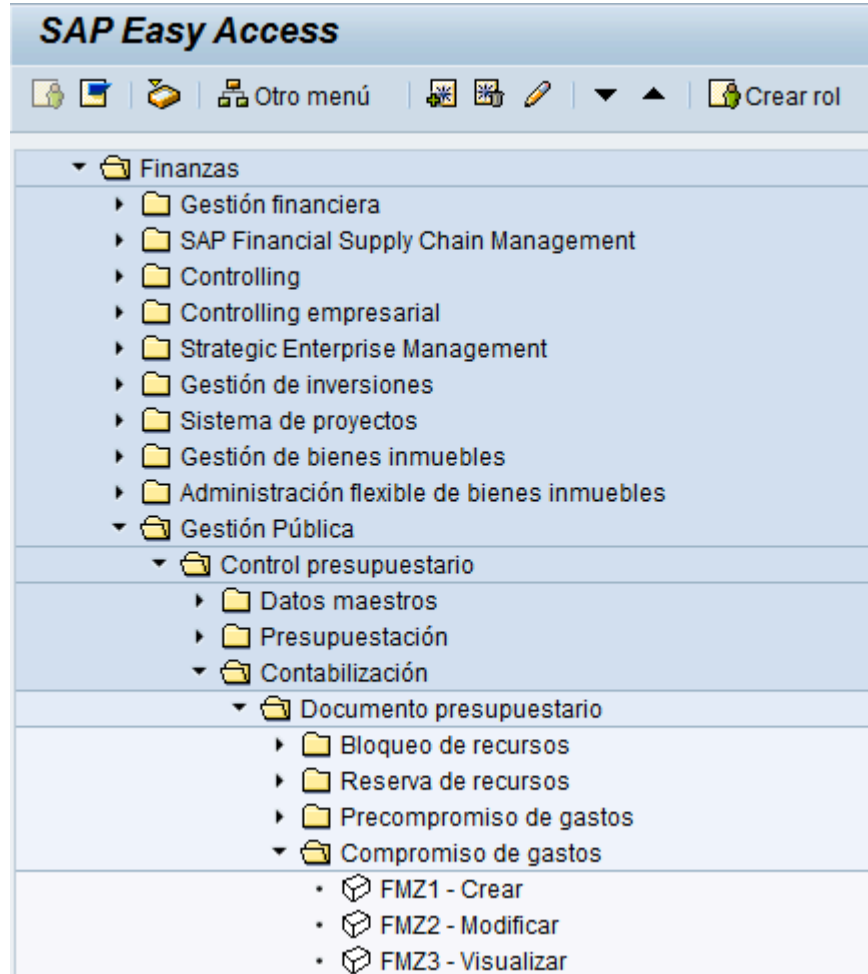 SAP Easy Access
Otro menú Crear rol
Finanzas
Gestión financiera
SAP Financial Supply Chain Management
Controlling
Controlling empresarial
Strategic Enterprise Management
Gestión de inversiones
Sistema de proyectos
Gestión de bienes inmuebles
Administración flexible de bienes inmuebles
Gestión Pública
Control presupuestario
Datos maestros
Presupuestación
Contabilización
Documento presupuestario
Bloqueo de recursos
Reserva de recursos
Precompromiso de gastos
Compromiso de gastos
FMZ1 - Crear
FMZ2 - Modificar
FMZ3 - Visualizar